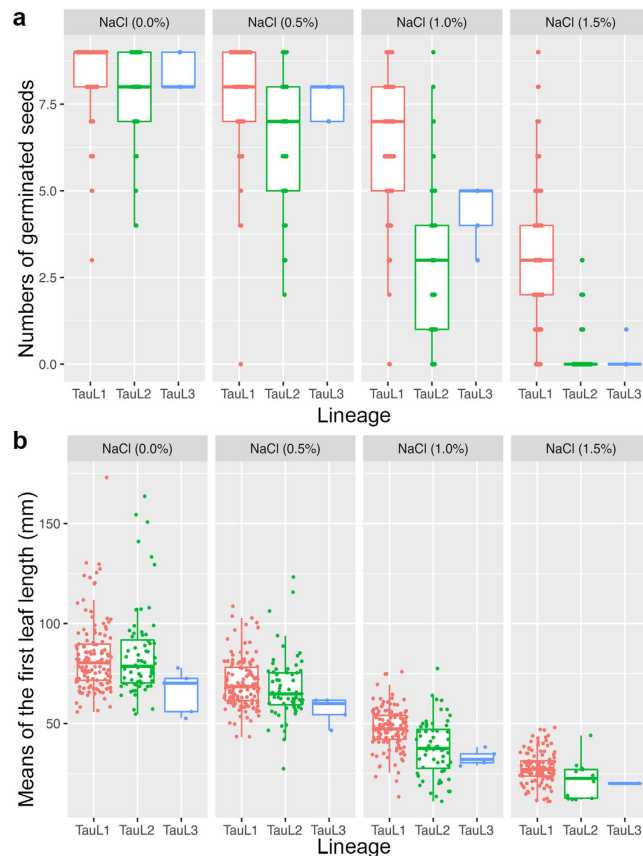 a
NaCl (0.0%) NaCl (0.5%) NaCl (1.0%) NaCl (1.5%)
Numbers of germinated seeds
7.5
5.0
2.5
0.0
TauL1 TauL2 TauL3 TauL1 TauL2 TauL3 TauL1 TauL2 TauL3 TauL1 TauL2 TauL3
Lineage
b
NaCl (0.0%) NaCl (0.5%) NaCl (1.0%) NaCl (1.5%)
Means of the first leaf length (mm)
150
100
50
TauL1 TauL2 TauL3 TauL1 TauL2 TauL3 TauL1 TauL2 TauL3 TauL1 TauL2 TauL3
Lineage